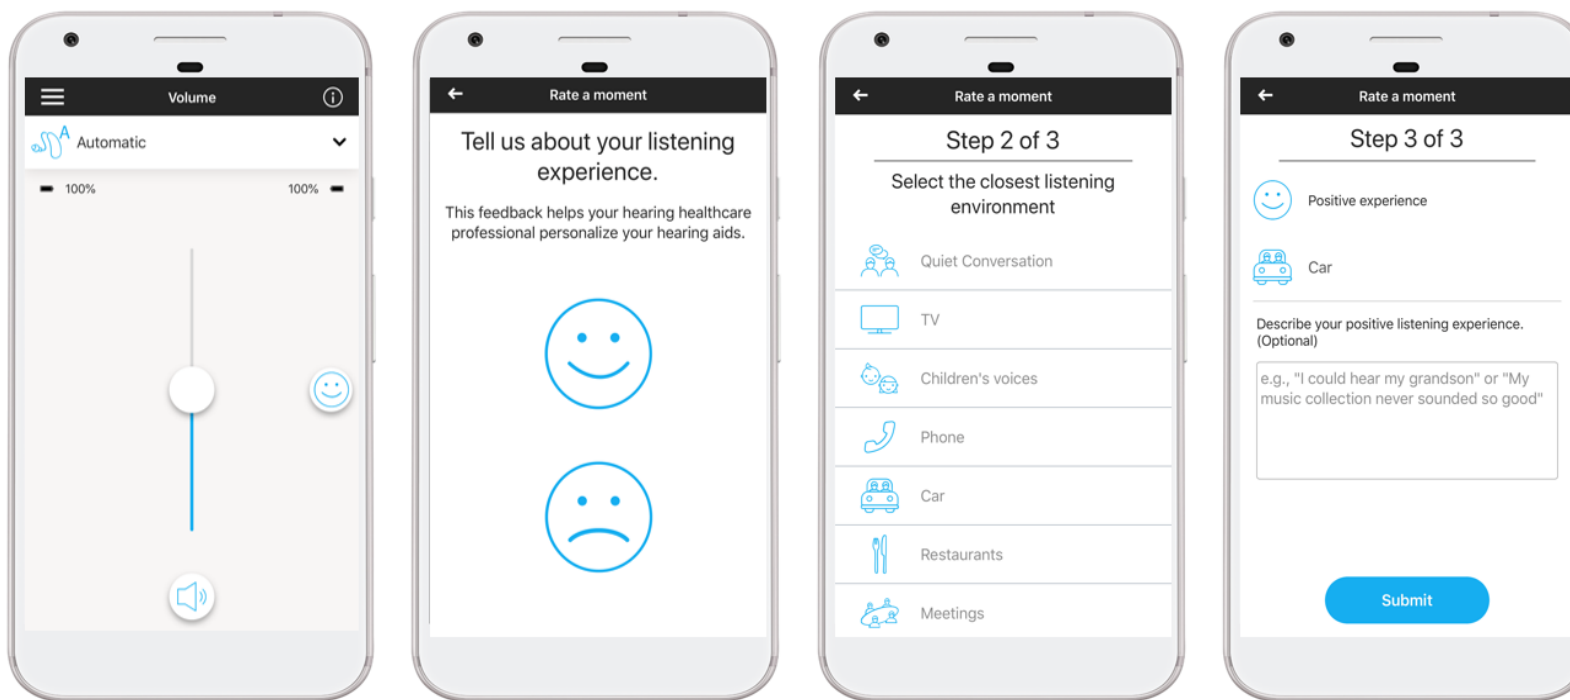 Volume
A
Automatic
100%
100%
Rate a moment
Tell us about your listening
experience.
This feedback helps your hearing healthcare
professional personalize your hearing aids.
Rate a moment
Step 2 of 3
Select the closest listening
environment
Quiet Conversation
TV
Children's voices
Phone
Car
Restaurants
Meetings
Rate a moment
Step 3 of 3
Positive experience
Car
Describe your positive listening experience.
(Optional)
e.g., "I could hear my grandson" or "My
music collection never sounded so good"
Submit